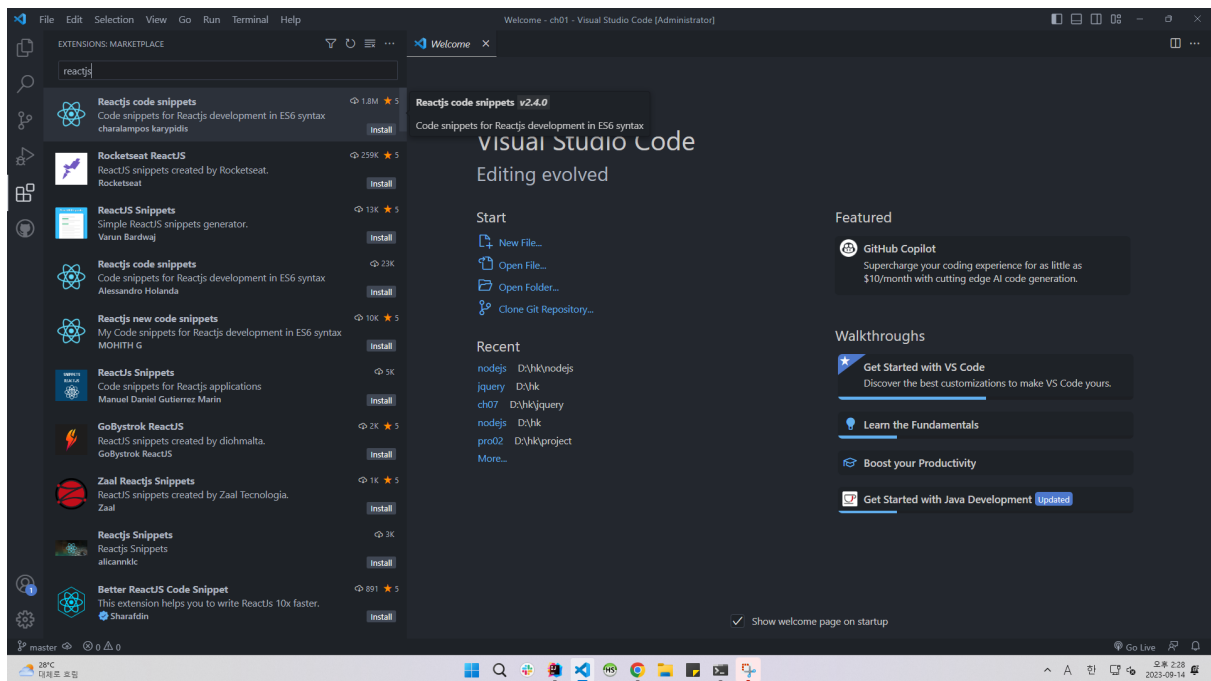 File Edit Selection View Go Run Terminal Help
Welcome - ch01 - Visual Studio Code [Administrator]
EXTENSIONS: MARKETPLACE
reactjs
Reactjs code snippets 1.8M ★ 5
Code snippets for Reactjs development in ES6 syntax
charalampos karypidis
Install
Rocketseat ReactJS 259K ★ 5
ReactJS snippets created by Rocketseat.
Rocketseat
Install
ReactJS Snippets 13K ★ 5
Simple ReactJS snippets generator.
Varun Bardwaj
Install
Reactjs code snippets 23K
Code snippets for Reactjs development in ES6 syntax
Alessandro Holanda
Install
Reactjs new code snippets 10K ★ 5
My Code snippets for Reactjs development in ES6 syntax
MOHITH G
Install
ReactJs Snippets 5K
Code snippets for Reactjs applications
Manuel Daniel Gutierrez Marin
Install
GoBystrok ReactJS 2K ★ 5
ReactJS snippets created by diohmalta.
GoBystrok ReactJS
Install
Zaal Reactjs Snippets 1K ★ 5
ReactJS snippets created by Zaal Tecnologia.
Zaal
Install
Reactjs Snippets 3K
Reactjs Snippets
alicannklc
Install
Better ReactJS Code Snippet 891 ★ 5
This extension helps you to write ReactJs 10x faster.
Sharafdin
Install
Welcome
Reactjs code snippets v2.4.0
Code snippets for Reactjs development in ES6 syntax
Visual Studio Code
Editing evolved
Start
New File...
Open File...
Open Folder...
Clone Git Repository...
Recent
nodejs D:\hk\nodejs
jquery D:\hk
ch07 D:\hk\jquery
nodejs D:\hk
pro02 D:\hk\project
More...
Featured
GitHub Copilot
Supercharge your coding experience for as little as
$10/month with cutting edge AI code generation.
Walkthroughs
Get Started with VS Code
Discover the best customizations to make VS Code yours.
Learn the Fundamentals
Boost your Productivity
Get Started with Java Development Updated
Show welcome page on startup
1
master 0 0
Go Live
28°C
대체로 흐림
HS
A 한
오후 2:28
2023-09-14